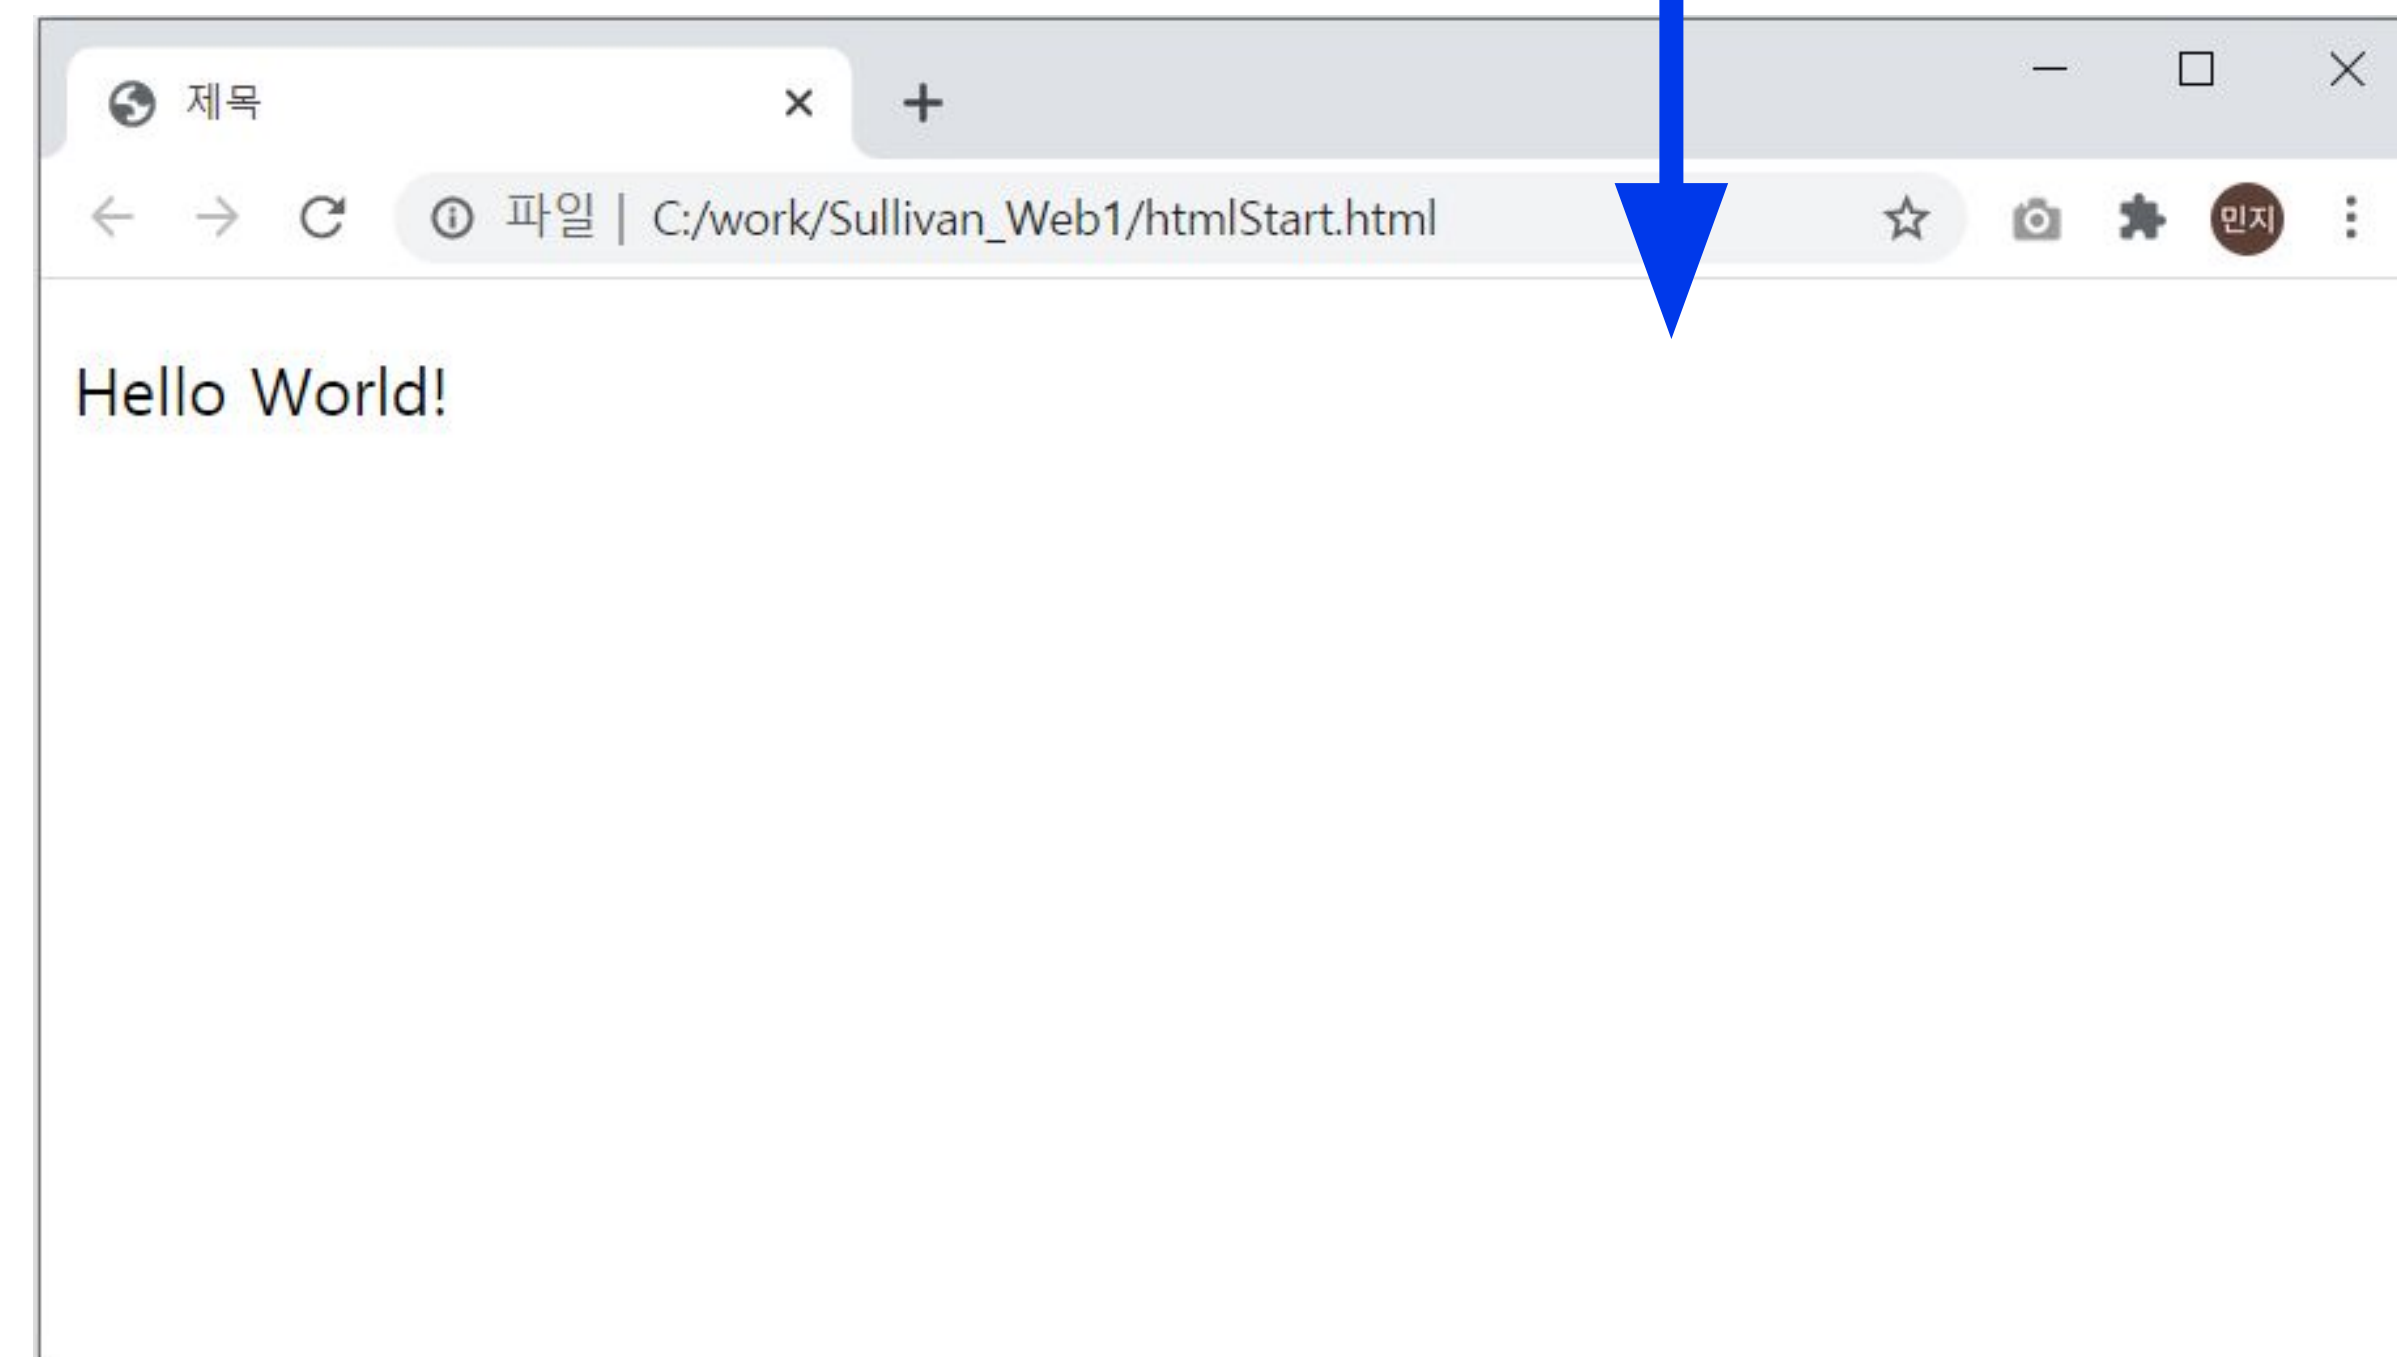 제목
파일 | C:/work/Sullivan_Web1/htmlStart.html
민지
Hello World!